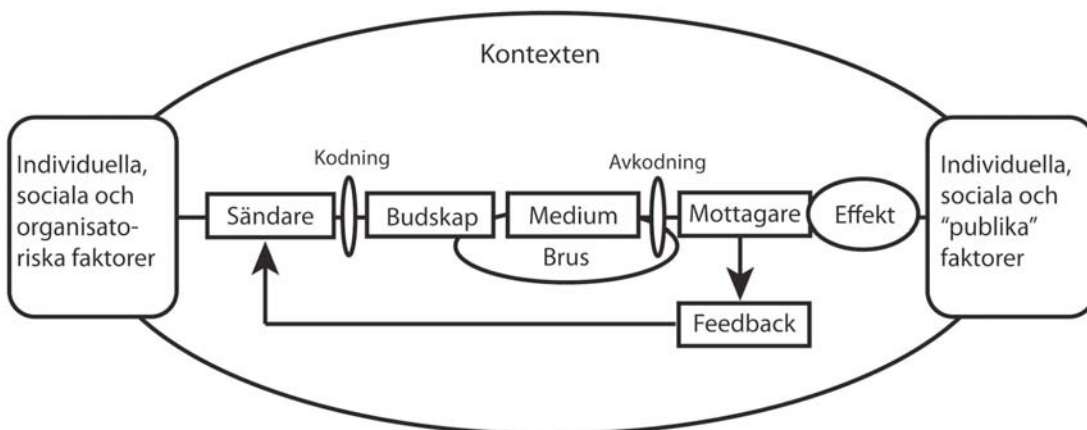 Kontexten
Individuella,
sociala och
organisato-
riska faktorer
Kodning
Avkodning
Sändare
Budskap
Medium
Mottagare
Effekt
Brus
Feedback
Individuella,
sociala och
“publika”
faktorer